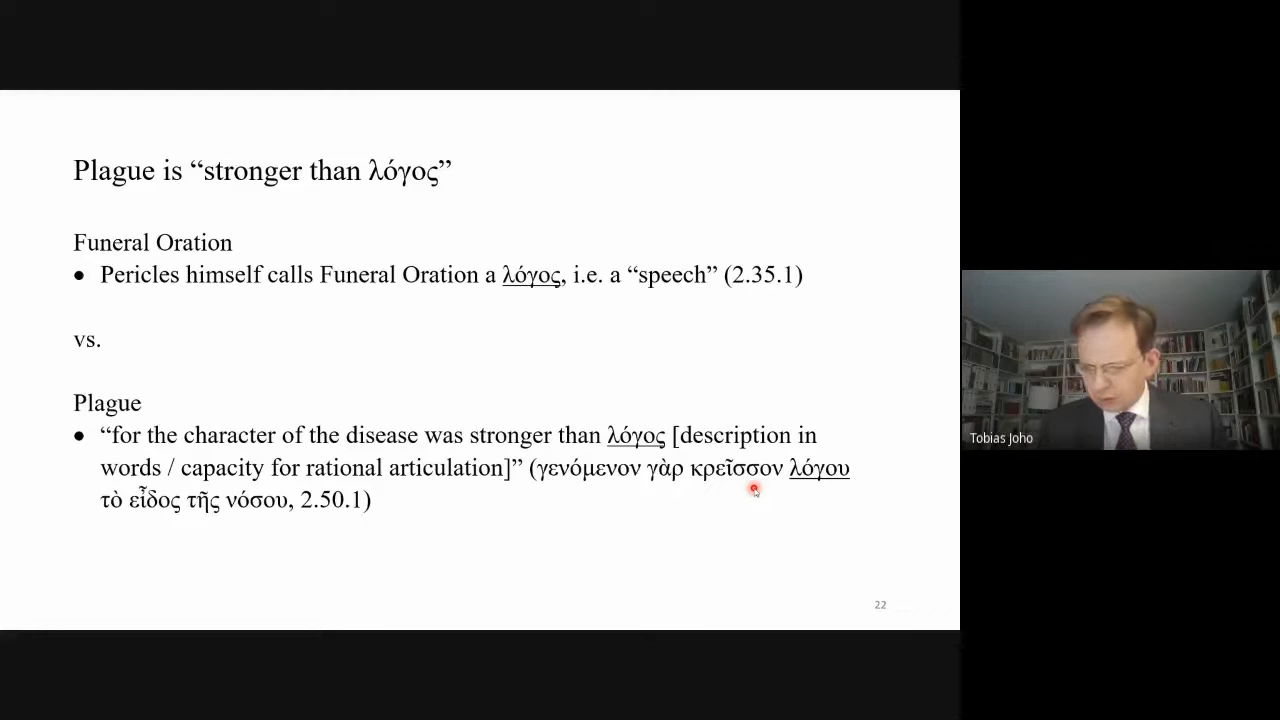 Plague is “stronger than λόγος”
Funeral Oration
• Pericles himself calls Funeral Oration a λόγος, i.e. a “speech” (2.35.1)
vs.
Plague
• “for the character of the disease was stronger than λόγος [description in
words / capacity for rational articulation]” (γενόμενον γὰρ κρεῖσσον λόγου
τὸ εἶδος τῆς νόσου, 2.50.1)
22
Tobias Joho